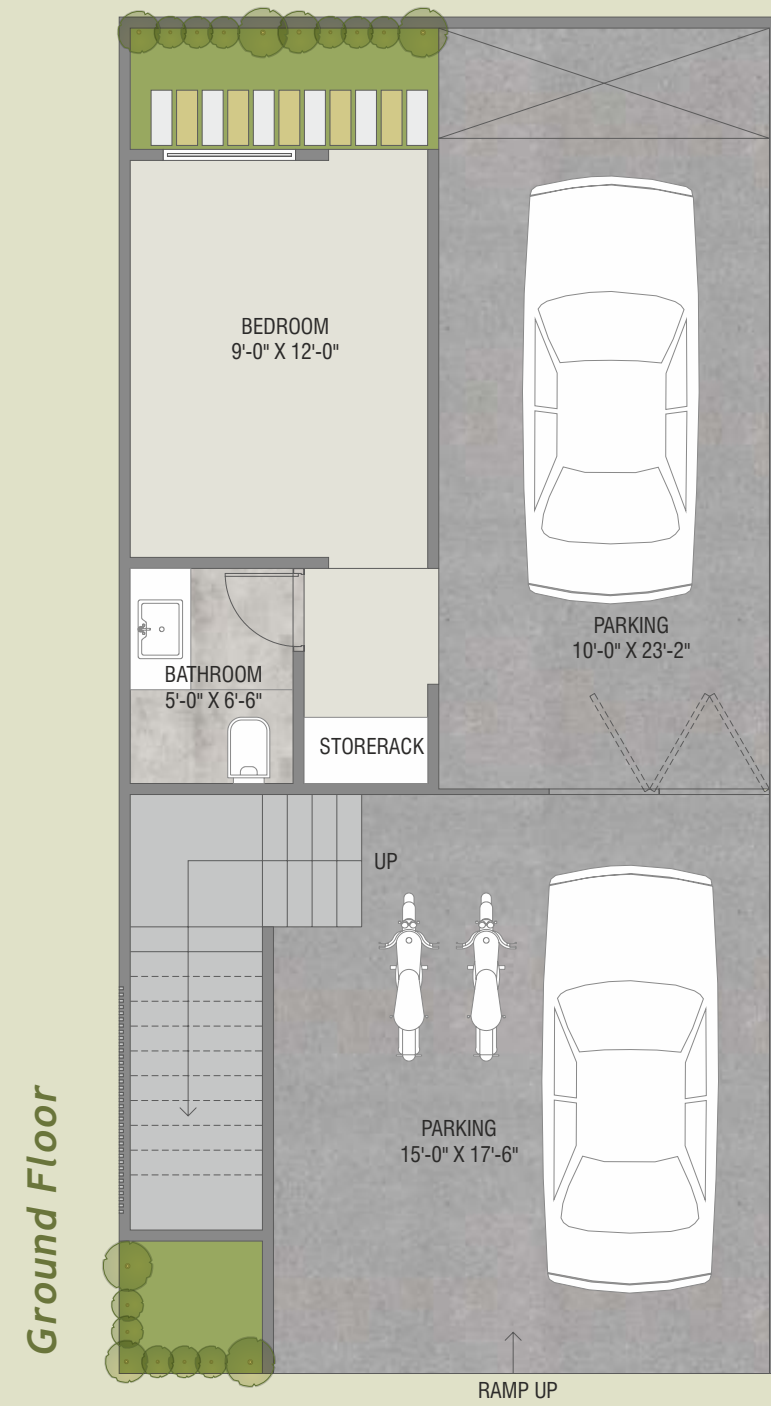 BEDROOM
9'-0" X 12'-0"
PARKING
10'-0" X 23'-2"
BATHROOM
5'-0" X 6'-6"
STORERACK
UP
PARKING
15'-0" X 17'-6"
Ground Floor
RAMP UP